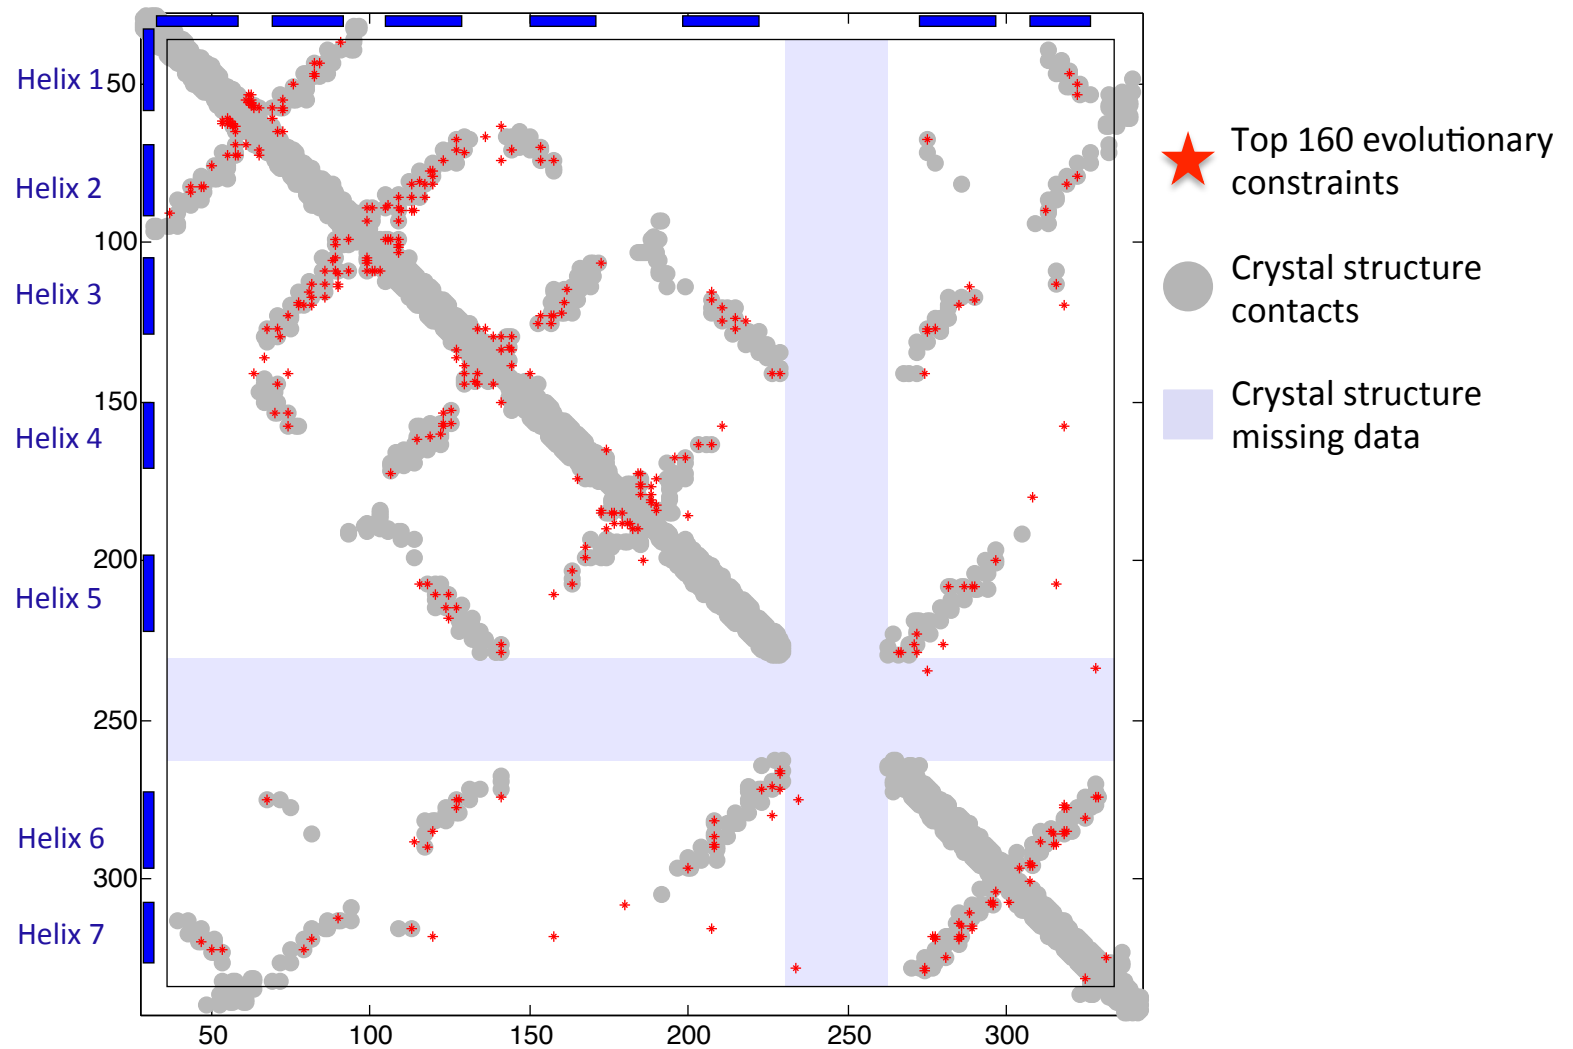 Helix 1
Helix 2
Helix 3
Helix 4
Helix 5
Helix 6
Helix 7
50
100
150
200
250
300
50
100
150
200
250
300
Top 160 evolutionary
constraints
Crystal structure
contacts
Crystal structure
missing data